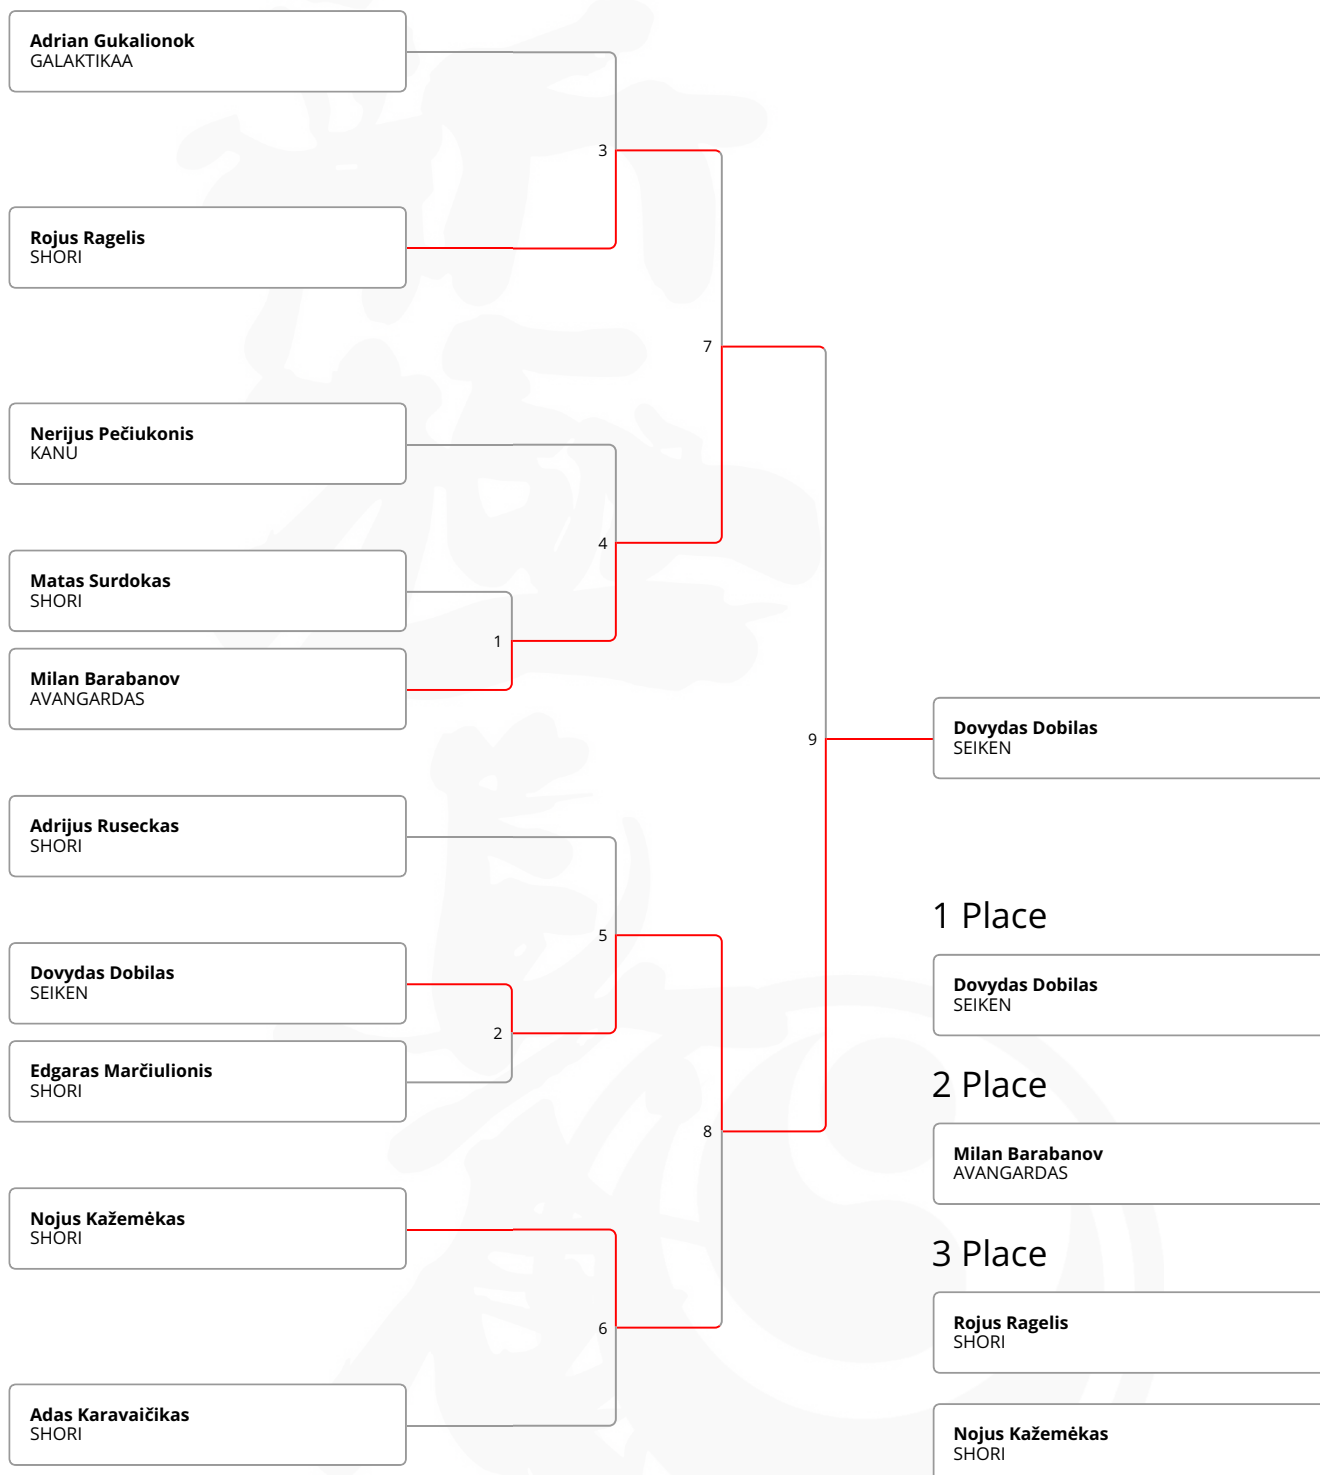 Adrian Gukalionok
GALAKTIKAA
3
Rojus Ragelis
SHORI
7
Nerijus Pečiukonis
KANU
4
Matas Surdokas
SHORI
1
Milan Barabanov
AVANGARDAS
9
Dovydas Dobilas
SEIKEN
Adrijus Ruseckas
SHORI
5
Dovydas Dobilas
SEIKEN
2
Edgaras Marčiulionis
SHORI
8
Nojus Kažemėkas
SHORI
6
Adas Karavaičikas
SHORI
1 Place
Dovydas Dobilas
SEIKEN
2 Place
Milan Barabanov
AVANGARDAS
3 Place
Rojus Ragelis
SHORI
Nojus Kažemėkas
SHORI